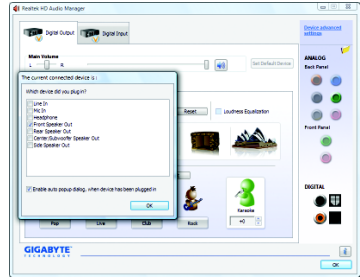 Realtek HD Audio Manager
Digital Output
Digital Input
Device advanced settings
Main Volume
L
R
Set Default Device
ANALOG
Back Panel
The current connected device is :
Which device did you plug in?
Line In
Mic In
Headphone
Front Speaker Out
Rear Speaker Out
Center/Subwoofer Speaker Out
Side Speaker Out
Enable auto popup dialog, when device has been plugged in
OK
Reset
Loudness Equalization
Front Panel
DIGITAL
Karaoke
+0
Pop
Live
Club
Rock
GIGABYTE
TECHNOLOGY
OK